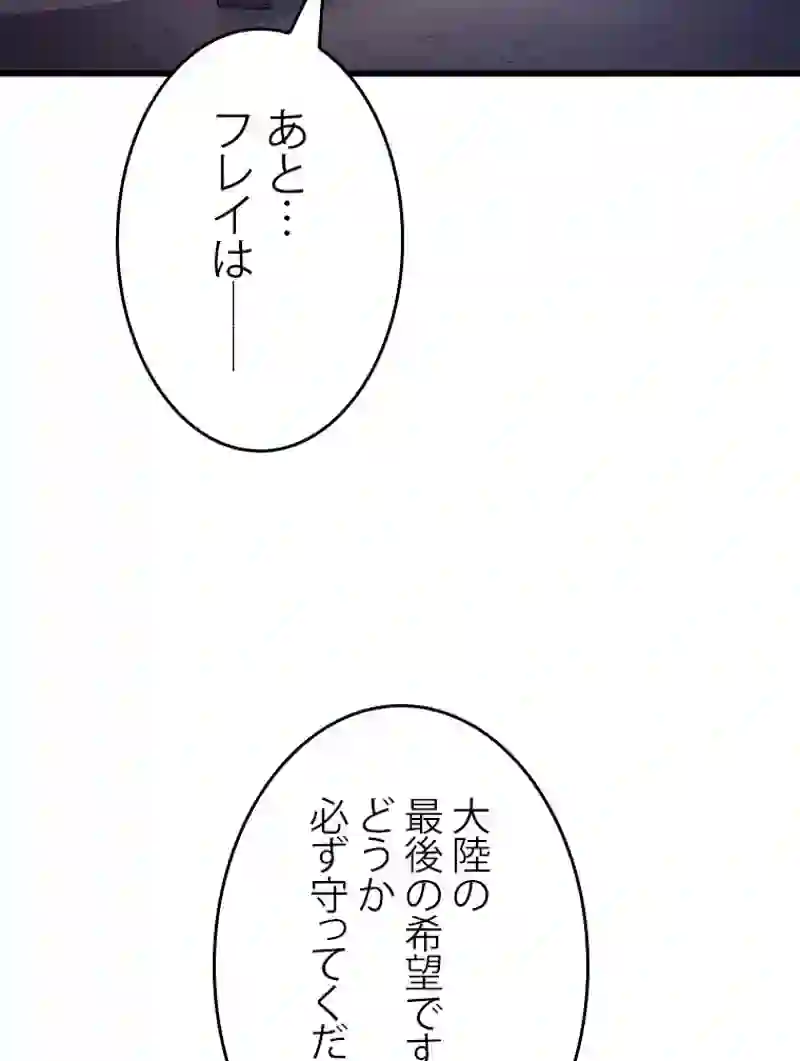 あと…
フレイは――
大陸の
最後の希望です
どうか
必ず守ってくだ